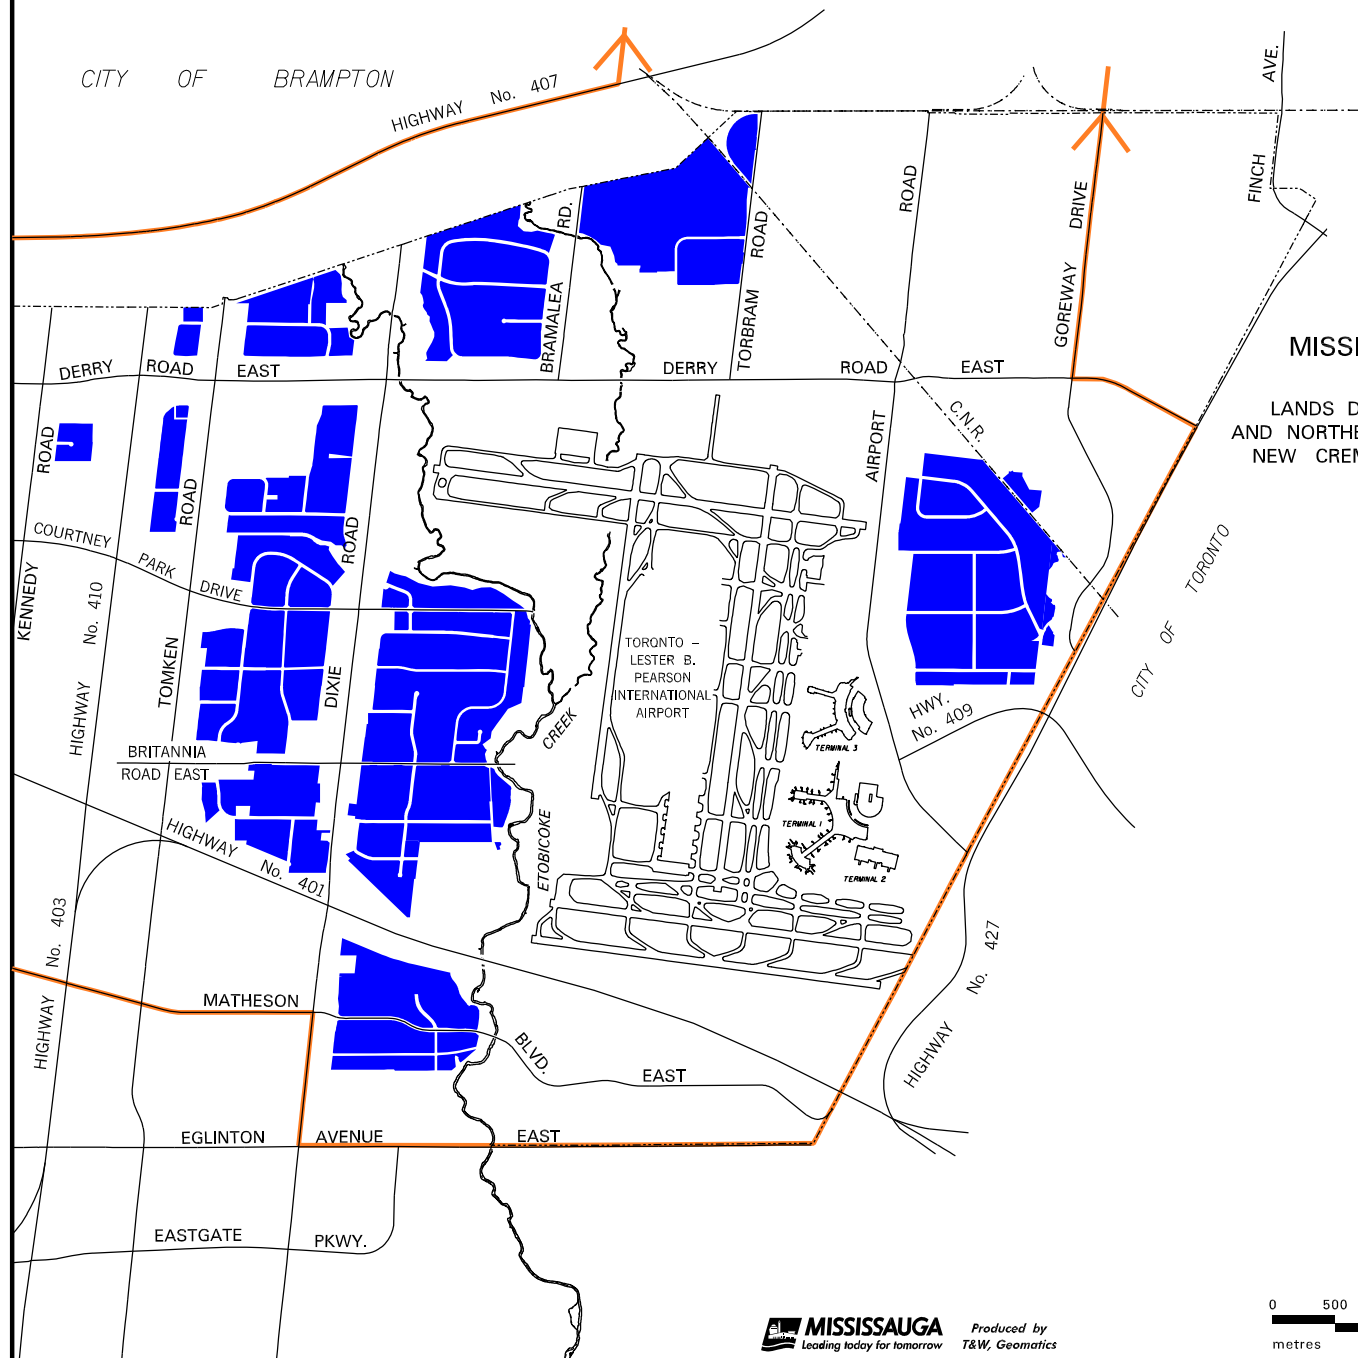 CITY OF BRAMPTON
HIGHWAY No. 407
FINCH AVE.
BRAMALEA RD.
TORBRAM ROAD
ROAD
GOREWAY DRIVE
DERRY ROAD EAST
DERRY ROAD EAST
AIRPORT
C.N.R.
MISSI
LANDS D
AND NORTHE
NEW CREM
KENNEDY ROAD
TOMKEN ROAD
DIXIE ROAD
COURTNEY PARK DRIVE
HIGHWAY No. 410
TORONTO –
LESTER B.
PEARSON
INTERNATIONAL
AIRPORT
CITY OF TORONTO
HWY.
No. 409
TERMINAL 3
TERMINAL 1
TERMINAL 2
BRITANNIA
ROAD EAST
ETOBICOKE CREEK
HIGHWAY No. 401
HIGHWAY No. 403
HIGHWAY No. 427
MATHESON BLVD. EAST
EGLINTON AVENUE EAST
EASTGATE PKWY.
MISSISSAUGA
Leading today for tomorrow
Produced by
T&W, Geomatics
0 500
metres